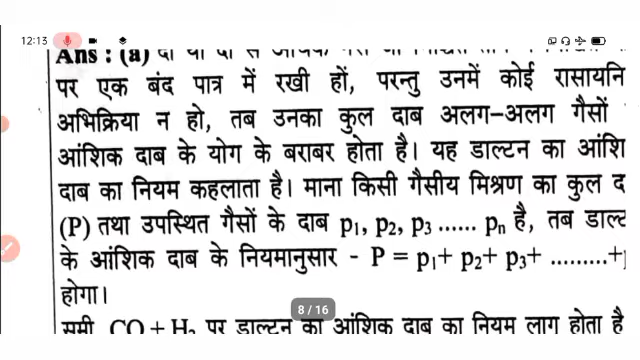 12:13
Ans : (a) दो या दो से अधिक
पर एक बंद पात्र में रखी हों, परन्तु उनमें कोई रासायनि
अभिक्रिया न हो, तब उनका कुल दाब अलग-अलग गैसों
आंशिक दाब के योग के बराबर होता है। यह डाल्टन का आंशि
दाब का नियम कहलाता है। माना किसी गैसीय मिश्रण का कुल द
(P) तथा उपस्थित गैसों के दाब p₁, p₂, p₃ ...... pₙ है, तब डाल्ट
के आंशिक दाब के नियमानुसार - P = p₁+ p₂+ p₃+ .........+
होगा।
8 / 16
CO + H₂ पर डाल्टन का आंशिक दाब का नियम लागू होता है